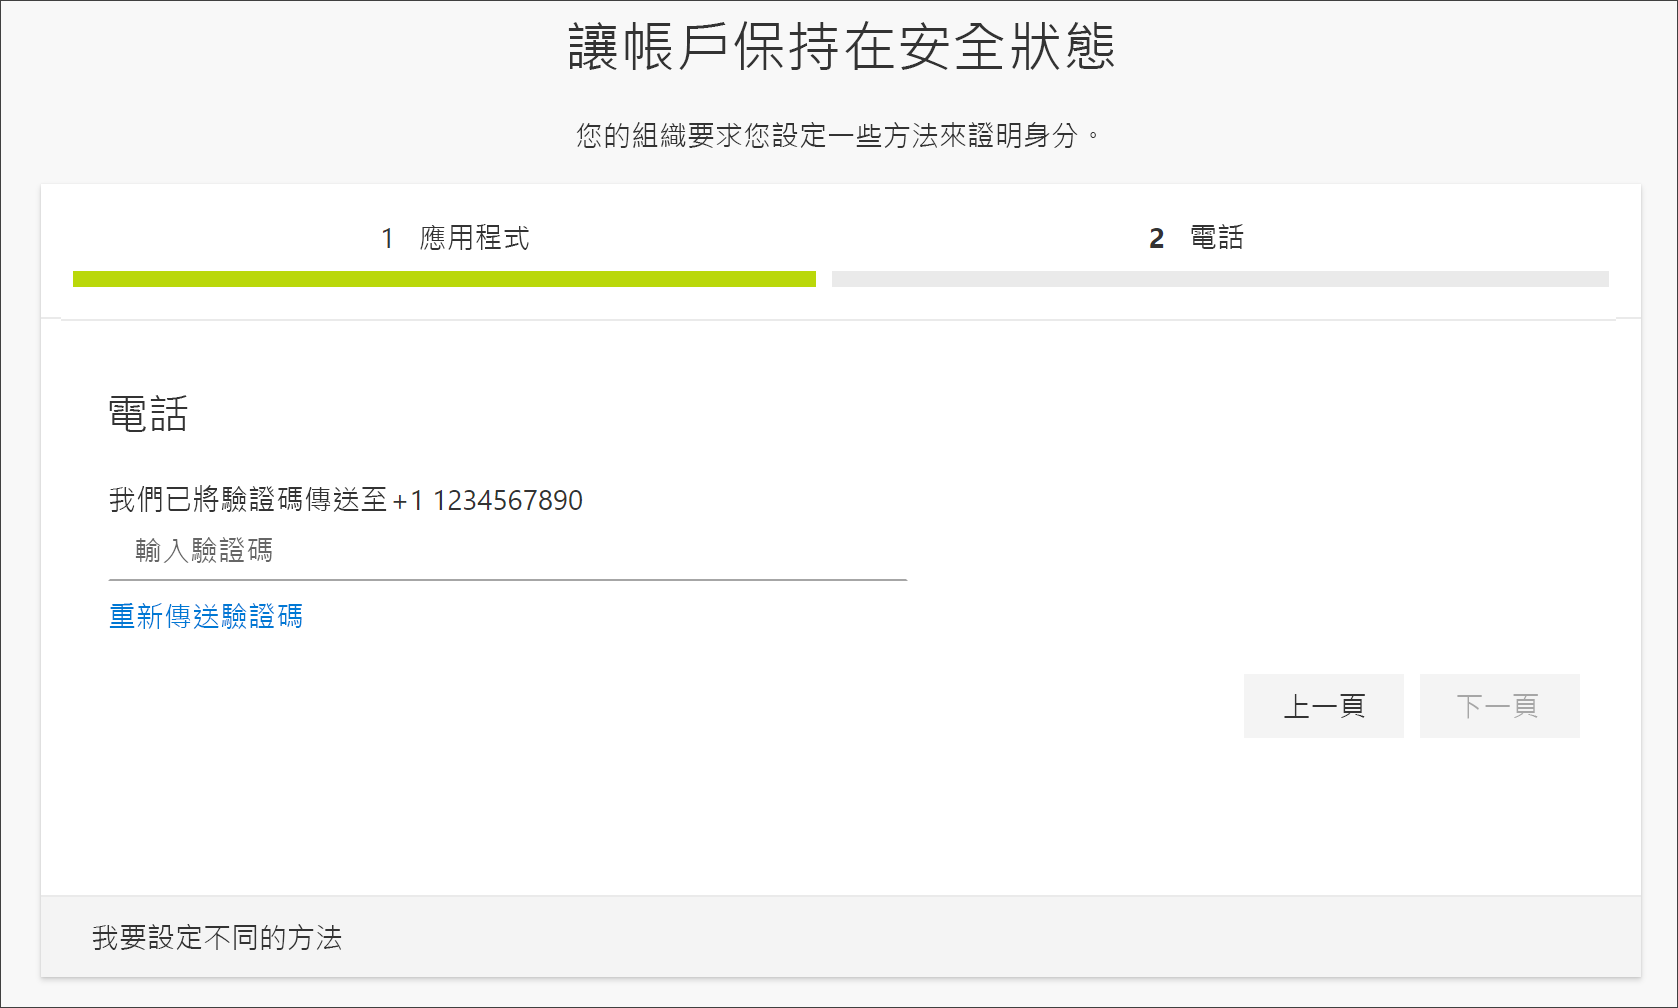 讓帳戶保持在安全狀態
您的組織要求您設定一些方法來證明身分。
1 應用程式
2 電話
電話
我們已將驗證碼傳送至 +1 1234567890
輸入驗證碼
重新傳送驗證碼
上一頁
下一頁
我要設定不同的方法